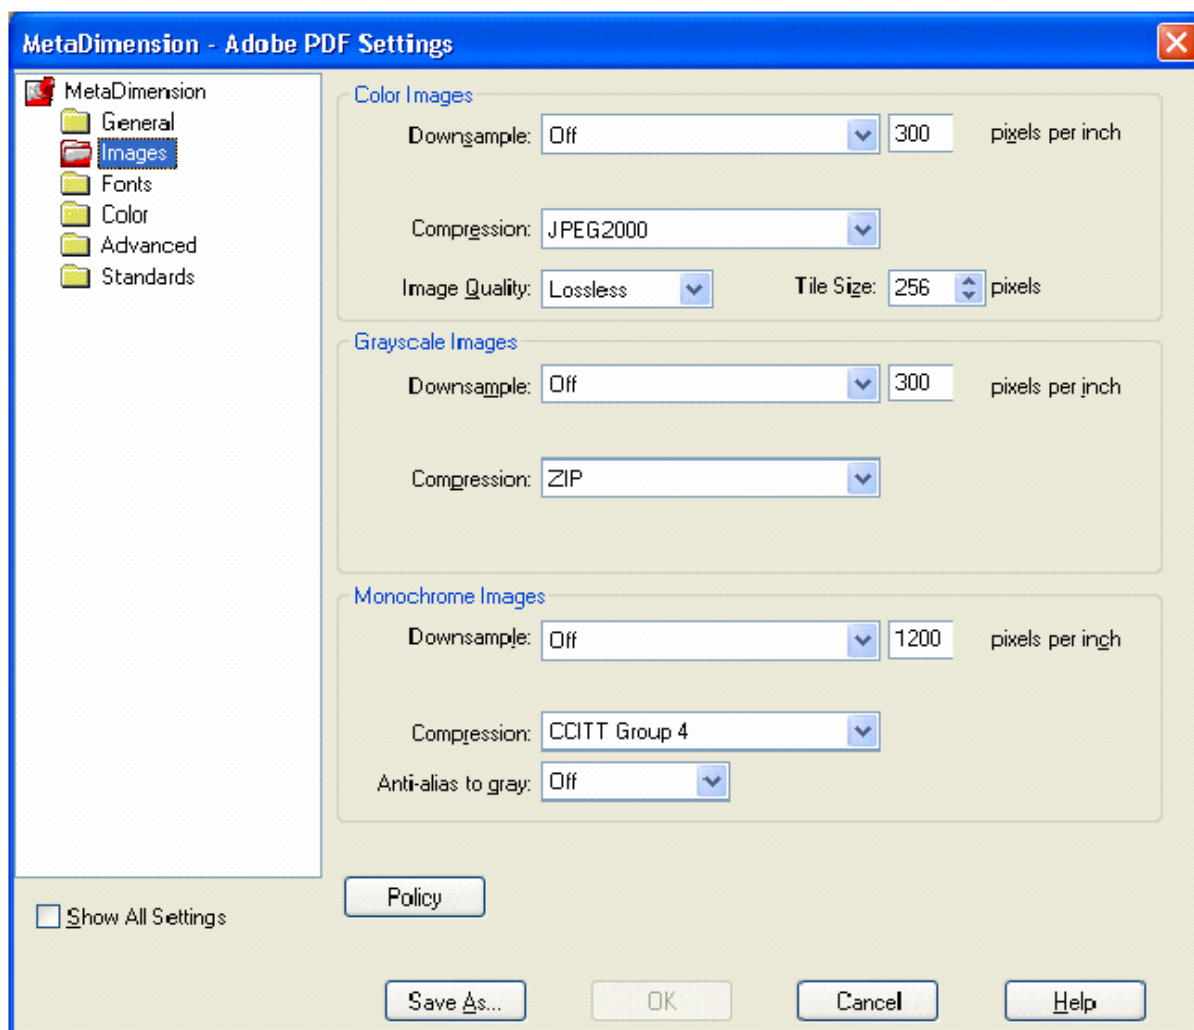 MetaDimension - Adobe PDF Settings
MetaDimension
General
Images
Fonts
Color
Advanced
Standards
Show All Settings
Color Images
Downsample: Off 300 pixels per inch
Compression: JPEG2000
Image Quality: Lossless Tile Size: 256 pixels
Grayscale Images
Downsample: Off 300 pixels per inch
Compression: ZIP
Monochrome Images
Downsample: Off 1200 pixels per inch
Compression: CCITT Group 4
Anti-alias to gray: Off
Policy
Save As... OK Cancel Help